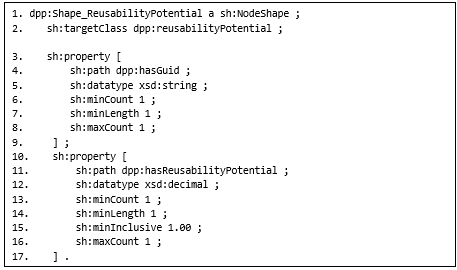 1. dpp:Shape_ReusabilityPotential a sh:NodeShape ;
2. sh:targetClass dpp:reusabilityPotential ;
3. sh:property [
4. sh:path dpp:hasGuid ;
5. sh:datatype xsd:string ;
6. sh:minCount 1 ;
7. sh:minLength 1 ;
8. sh:maxCount 1 ;
9. ] ;
10. sh:property [
11. sh:path dpp:hasReusabilityPotential ;
12. sh:datatype xsd:decimal ;
13. sh:minCount 1 ;
14. sh:minLength 1 ;
15. sh:minInclusive 1.00 ;
16. sh:maxCount 1 ;
17. ] .